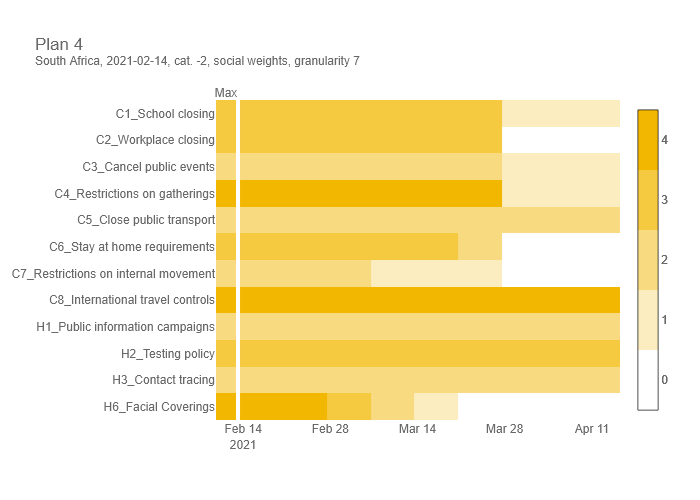 Plan 4
South Africa, 2021-02-14, cat. -2, social weights, granularity 7
Max
C1_School closing
C2_Workplace closing
C3_Cancel public events
C4_Restrictions on gatherings
C5_Close public transport
C6_Stay at home requirements
C7_Restrictions on internal movement
C8_International travel controls
H1_Public information campaigns
H2_Testing policy
H3_Contact tracing
H6_Facial Coverings
Feb 14
2021
Feb 28
Mar 14
Mar 28
Apr 11
4
3
2
1
0